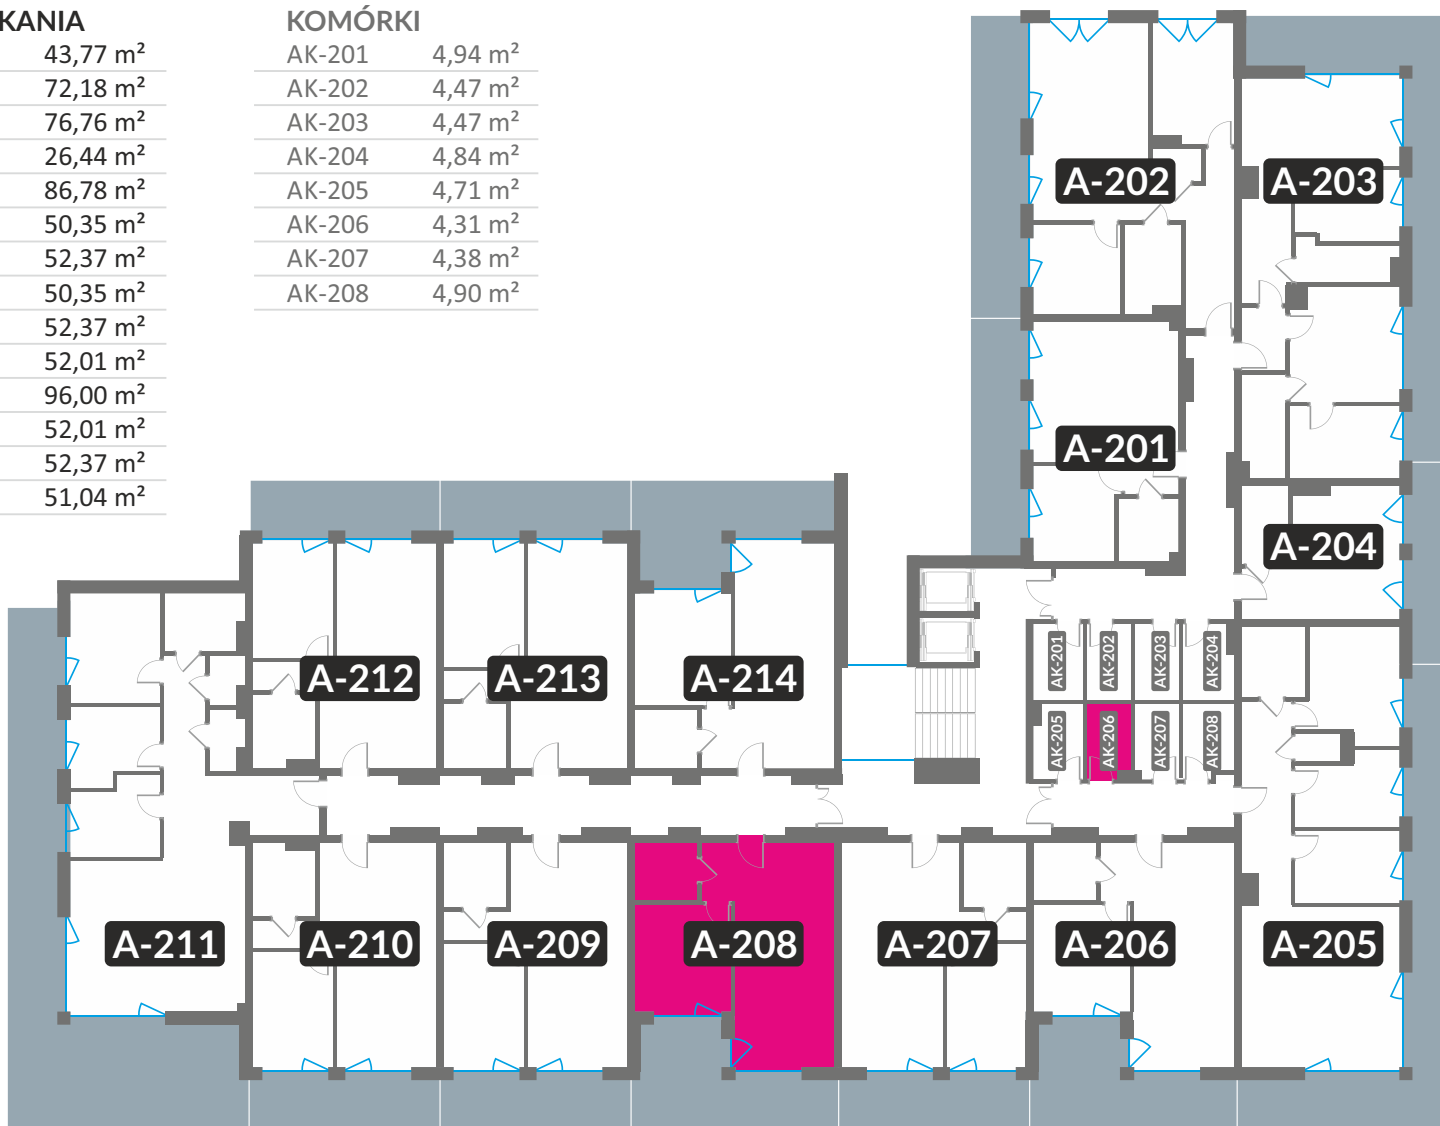 KANIA
43,77 m²
72,18 m²
76,76 m²
26,44 m²
86,78 m²
50,35 m²
52,37 m²
50,35 m²
52,37 m²
52,01 m²
96,00 m²
52,01 m²
52,37 m²
51,04 m²
KOMÓRKI
AK-201 4,94 m²
AK-202 4,47 m²
AK-203 4,47 m²
AK-204 4,84 m²
AK-205 4,71 m²
AK-206 4,31 m²
AK-207 4,38 m²
AK-208 4,90 m²
A-202
A-203
A-201
A-204
A-212
A-213
A-214
AK-201
AK-202
AK-203
AK-204
AK-205
AK-206
AK-207
AK-208
A-211
A-210
A-209
A-208
A-207
A-206
A-205